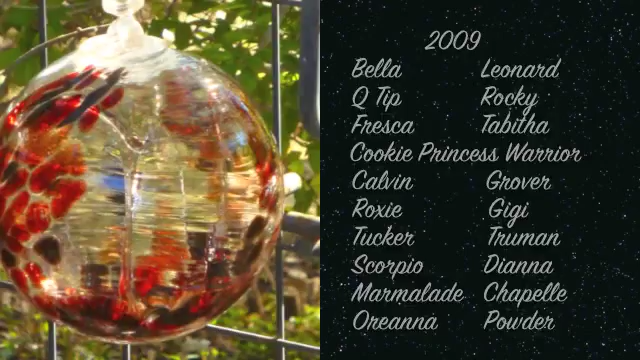 2009
Bella Leonard
Q Tip Rocky
Fresca Tabitha
Cookie Princess Warrior
Calvin Grover
Roxie Gigi
Tucker Truman
Scorpio Dianna
Marmalade Chapelle
Oreanna Powder